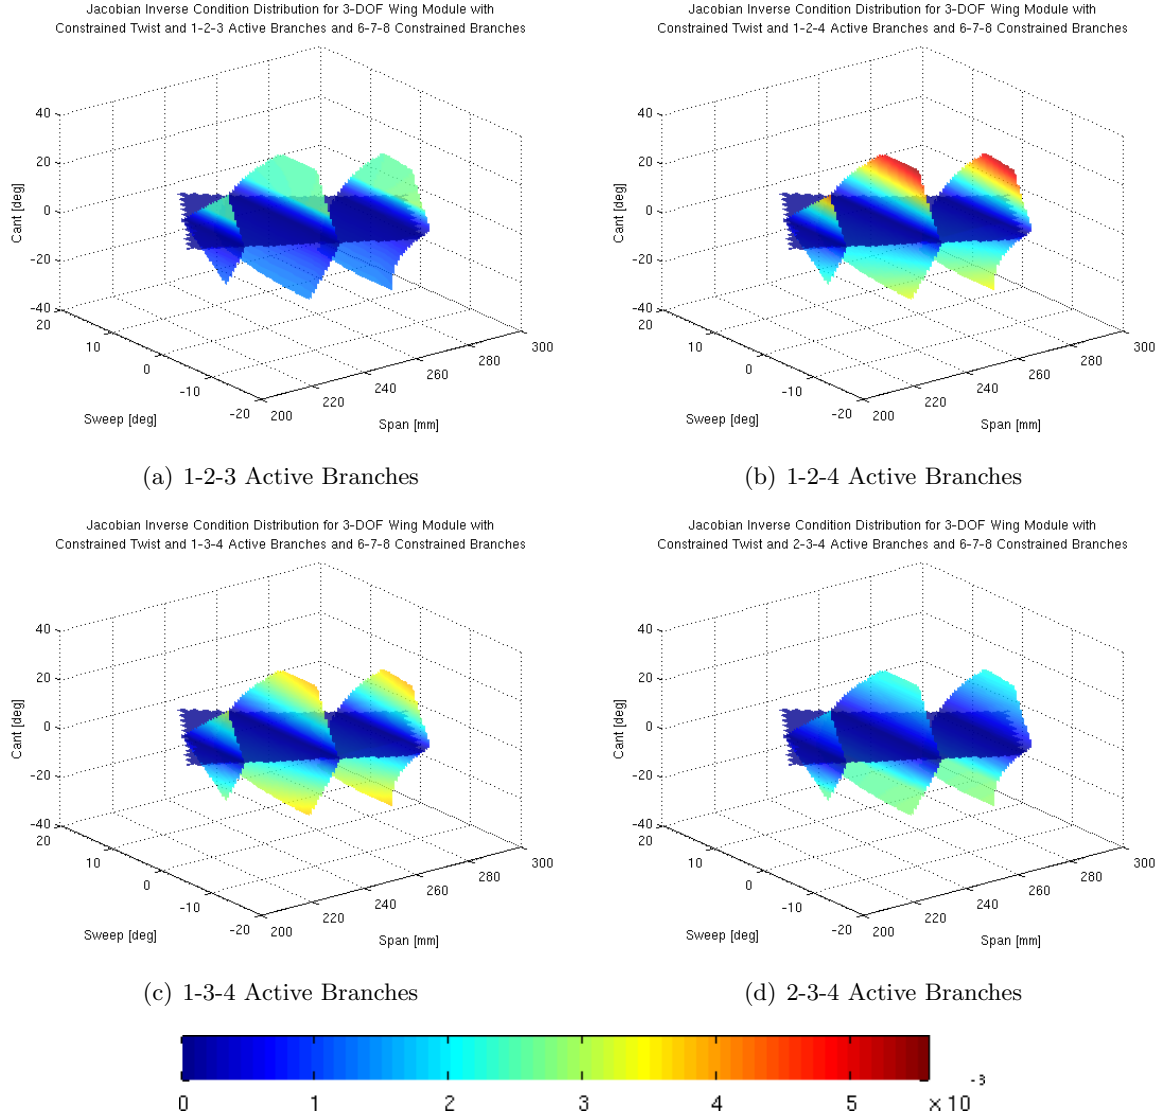 Jacobian Inverse Condition Distribution for 3-DOF Wing Module with
Constrained Twist and 1-2-3 Active Branches and 6-7-8 Constrained Branches
40
20
0
-20
-40
Cant [deg]
20
10
0
-10
-20
Sweep [deg]
200
220
240
260
280
300
Span [mm]
(a) 1-2-3 Active Branches
Jacobian Inverse Condition Distribution for 3-DOF Wing Module with
Constrained Twist and 1-2-4 Active Branches and 6-7-8 Constrained Branches
40
20
0
-20
-40
Cant [deg]
20
10
0
-10
-20
Sweep [deg]
200
220
240
260
280
300
Span [mm]
(b) 1-2-4 Active Branches
Jacobian Inverse Condition Distribution for 3-DOF Wing Module with
Constrained Twist and 1-3-4 Active Branches and 6-7-8 Constrained Branches
40
20
0
-20
-40
Cant [deg]
20
10
0
-10
-20
Sweep [deg]
200
220
240
260
280
300
Span [mm]
(c) 1-3-4 Active Branches
Jacobian Inverse Condition Distribution for 3-DOF Wing Module with
Constrained Twist and 2-3-4 Active Branches and 6-7-8 Constrained Branches
40
20
0
-20
-40
Cant [deg]
20
10
0
-10
-20
Sweep [deg]
200
220
240
260
280
300
Span [mm]
(d) 2-3-4 Active Branches
0 1 2 3 4 5 ×10⁻³